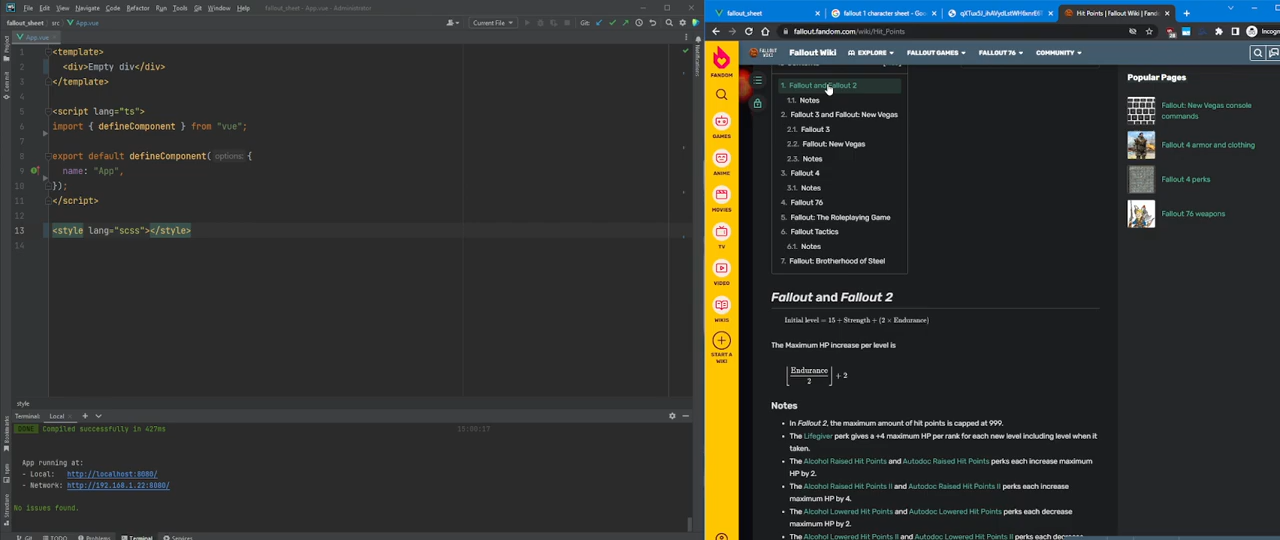 File Edit View Navigate Code Refactor Run Tools Git Window Help fallout_sheet - App.vue - Administrator
fallout_sheet src App.vue Current File Git:
App.vue
1 <template>
2 <div>Empty div</div>
3 </template>
4
5 <script lang="ts">
6 import { defineComponent } from "vue";
7
8 export default defineComponent( options: {
9 name: "App",
10 });
11 </script>
12
13 <style lang="scss"></style>
14
style
Terminal: Local
DONE Compiled successfully in 427ms 15:00:17
App running at:
- Local: http://localhost:8080/
- Network: http://192.168.1.22:8080/
No issues found.
Git TODO Problems Terminal Services
Project
Commit
Bookmarks
npm
Structure
Notifications
fallout_sheet
fallout 1 character sheet - Goo
Hit Points | Fallout Wiki | Fando
fallout.fandom.com/wiki/Hit_Points
Incog
FALLOUT WIKI
Fallout Wiki EXPLORE FALLOUT GAMES FALLOUT 76 COMMUNITY
FANDOM
GAMES
ANIME
MOVIES
TV
VIDEO
WIKIS
START A WIKI
1. Fallout and Fallout 2
1.1. Notes
2. Fallout 3 and Fallout: New Vegas
2.1. Fallout 3
2.2. Fallout: New Vegas
2.3. Notes
3. Fallout 4
3.1. Notes
4. Fallout 76
5. Fallout: The Roleplaying Game
6. Fallout Tactics
6.1. Notes
7. Fallout: Brotherhood of Steel
Popular Pages
Fallout: New Vegas console
commands
Fallout 4 armor and clothing
Fallout 4 perks
Fallout 76 weapons
Fallout and Fallout 2
Initial level = 15 + Strength + (2 × Endurance)
The Maximum HP increase per level is
⌊Endurance / 2⌋ + 2
Notes
• In Fallout 2, the maximum amount of hit points is capped at 999.
• The Lifegiver perk gives a +4 maximum HP per rank for each new level including level when it
taken.
• The Alcohol Raised Hit Points and Autodoc Raised Hit Points perks each increase maximum
HP by 2.
• The Alcohol Raised Hit Points II and Autodoc Raised Hit Points II perks each increase
maximum HP by 4.
• The Alcohol Lowered Hit Points and Autodoc Lowered Hit Points perks each decrease
maximum HP by 2.
• The Alcohol Lowered Hit Points II and Autodoc Lowered Hit Points II perks each decrease